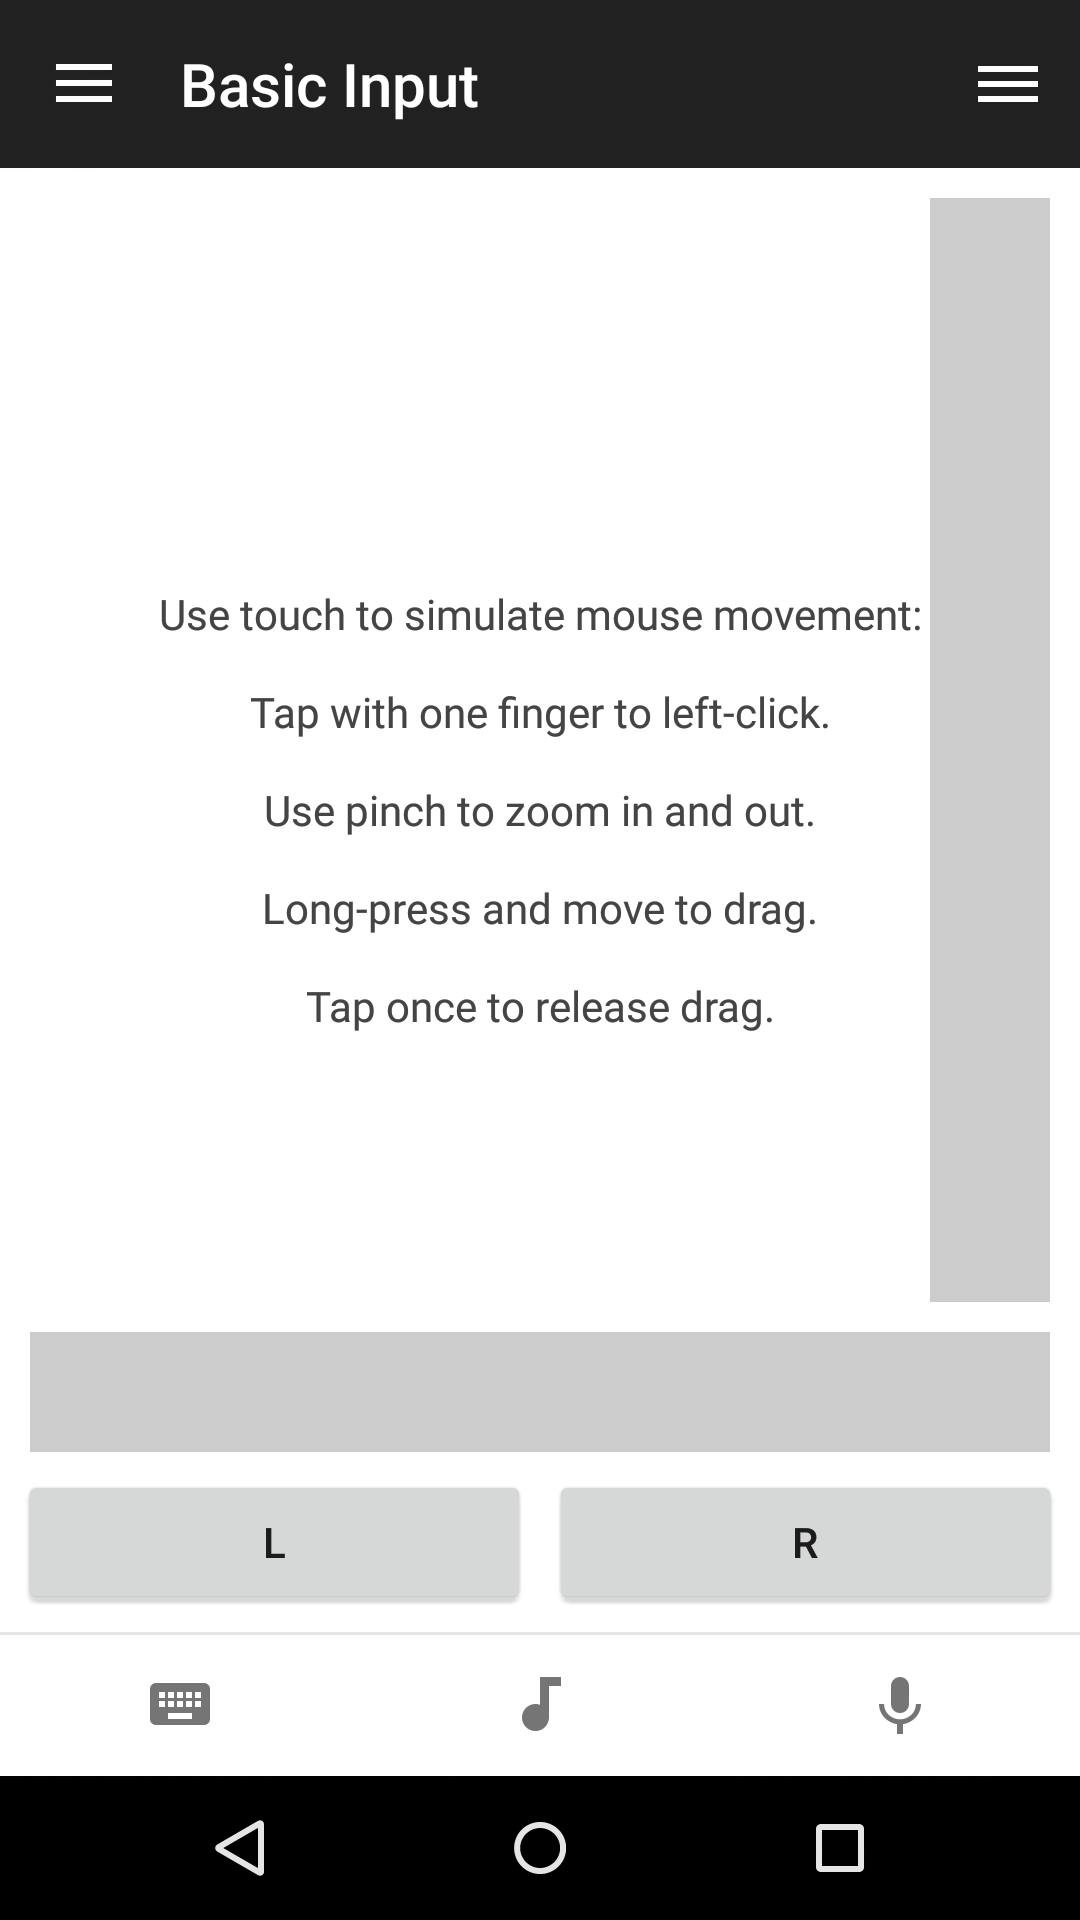 Basic Input
Use touch to simulate mouse movement:
Tap with one finger to left-click.
Use pinch to zoom in and out.
Long-press and move to drag.
Tap once to release drag.
L R